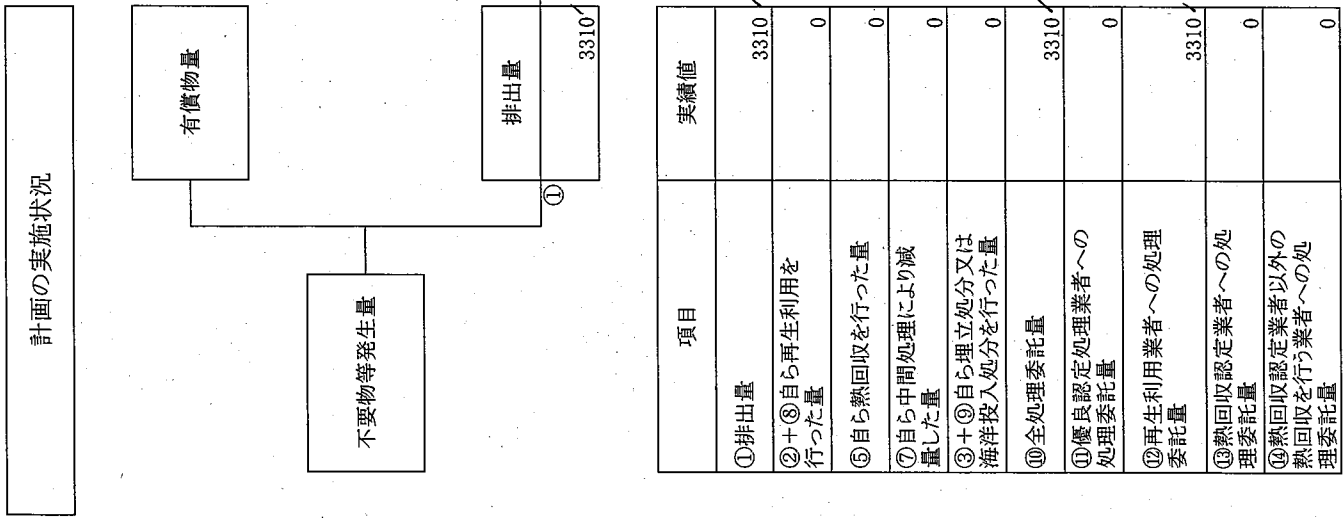 計画の実施状況
有償物量
不要物等発生量
排出量
①
3310
項目
実績値
①排出量
3310
②+⑧自ら再生利用を
行った量
0
⑤自ら熱回収を行った量
0
⑦自ら中間処理により減
量した量
0
③+⑨自ら埋立処分又は
海洋投入処分を行った量
0
⑩全処理委託量
3310
⑪優良認定処理業者への
処理委託量
0
⑫再生利用業者への処理
委託量
3310
⑬熱回収認定業者への処
理委託量
0
⑭熱回収認定業者以外の
熱回収を行う業者への処
理委託量
0